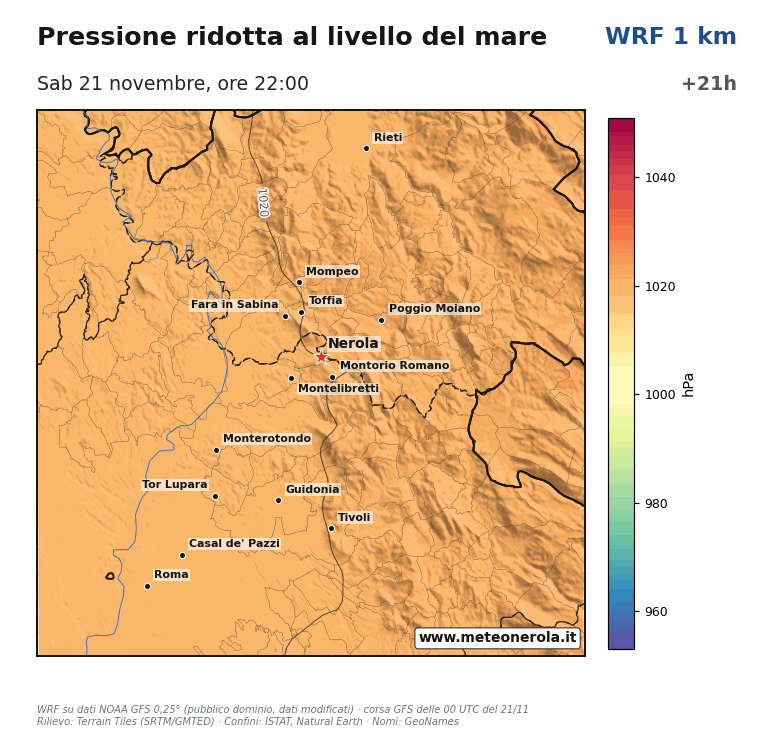 Pressione ridotta al livello del mare
WRF 1 km
Sab 21 novembre, ore 22:00
+21h
Rieti
1020
Mompeo
Fara in Sabina
Toffia
Poggio Moiano
Nerola
Montorio Romano
Montelibretti
Monterotondo
Tor Lupara
Guidonia
Tivoli
Casal de' Pazzi
Roma
www.meteonerola.it
1040
1020
1000
980
960
hPa
WRF su dati NOAA GFS 0,25° (pubblico dominio, dati modificati) · corsa GFS delle 00 UTC del 21/11
Rilievo: Terrain Tiles (SRTM/GMTED) · Confini: ISTAT, Natural Earth · Nomi: GeoNames